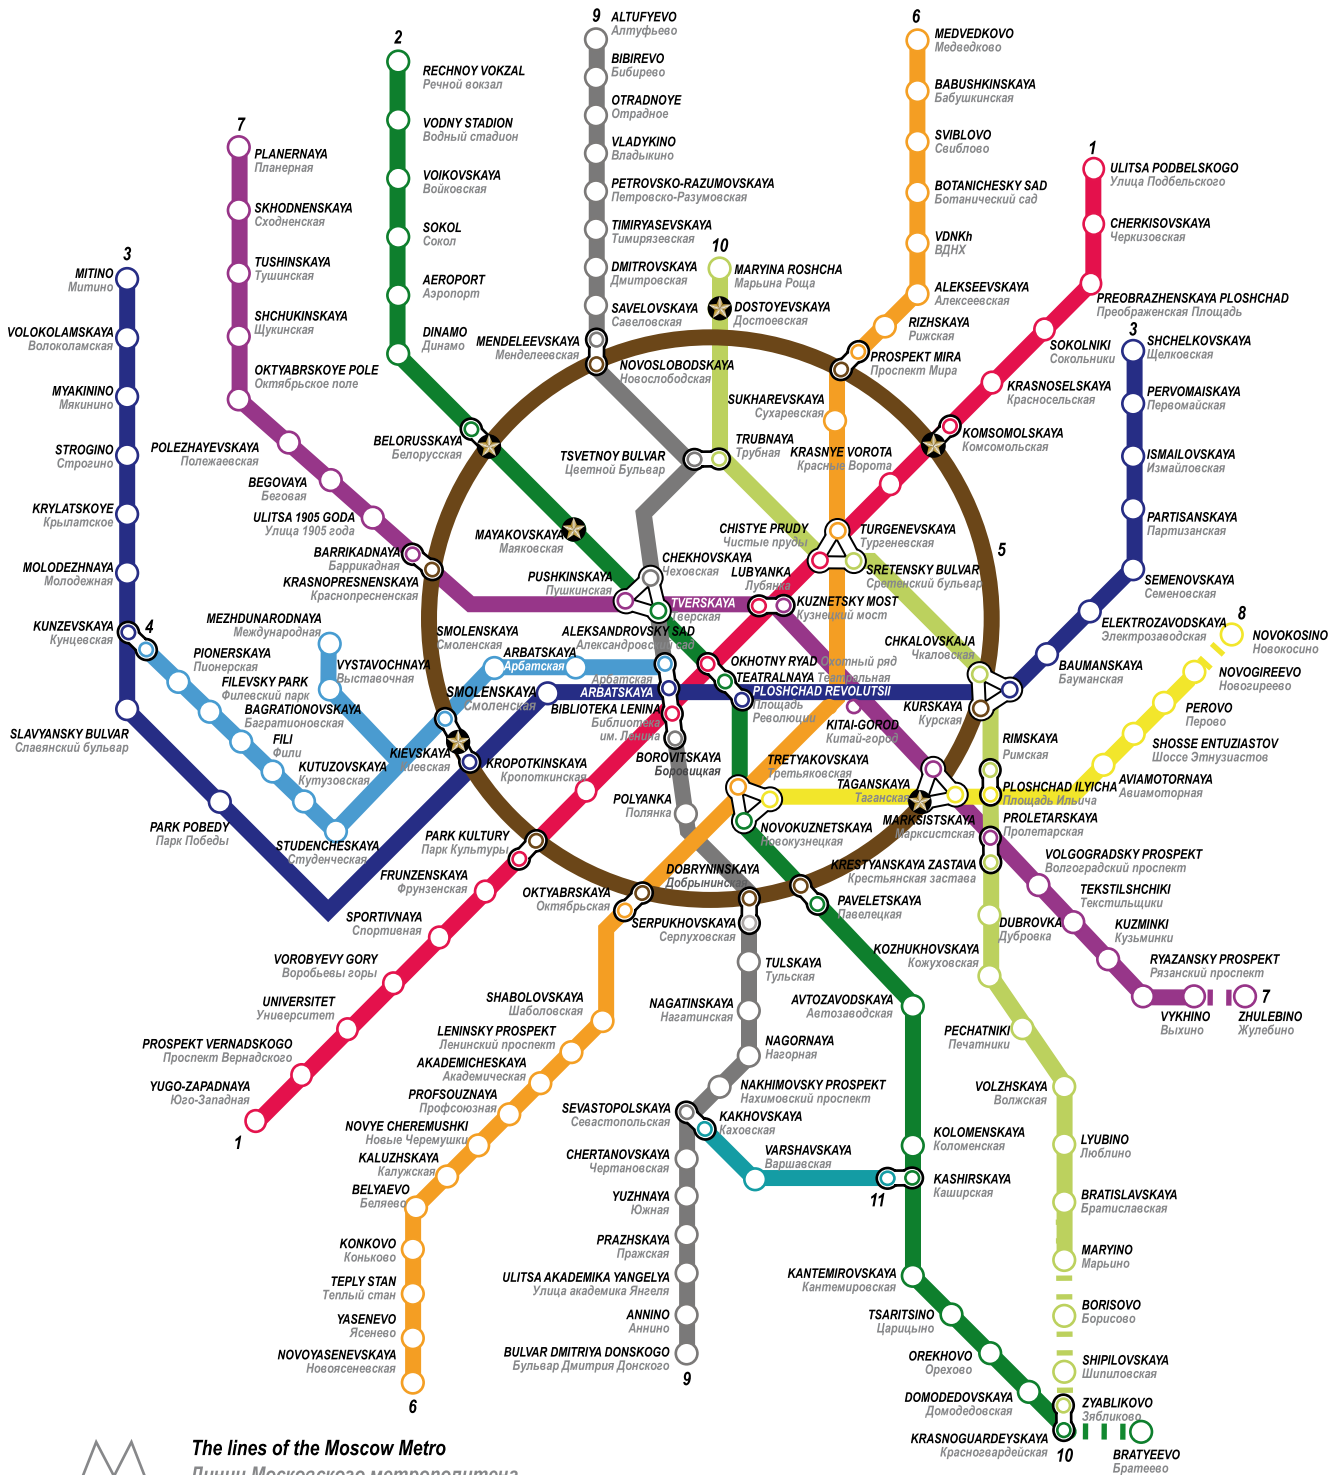 9
ALTUFYEVO
Алтуфьево
BIBIREVO
Бибирево
OTRADNOYE
Отрадное
VLADYKINO
Владыкино
PETROVSKO-RAZUMOVSKAYA
Петровско-Разумовская
TIMIRYASEVSKAYA
Тимирязевская
DMITROVSKAYA
Дмитровская
SAVELOVSKAYA
Савеловская
MENDELEEVSKAYA
Менделеевская
NOVOSLOBODSKAYA
Новослободская
6
MEDVEDKOVO
Медведково
BABUSHKINSKAYA
Бабушкинская
SVIBLOVO
Свиблово
BOTANICHESKY SAD
Ботанический сад
VDNKh
ВДНХ
ALEKSEEVSKAYA
Алексеевская
RIZHSKAYA
Рижская
PROSPEKT MIRA
Проспект Мира
SUKHAREVSKAYA
Сухаревская
2
RECHNOY VOKZAL
Речной вокзал
VODNY STADION
Водный стадион
VOIKOVSKAYA
Войковская
SOKOL
Сокол
AEROPORT
Аэропорт
DINAMO
Динамо
BELORUSSKAYA
Белорусская
MAYAKOVSKAYA
Маяковская
7
PLANERNAYA
Планерная
SKHODNENSKAYA
Сходненская
TUSHINSKAYA
Тушинская
SHCHUKINSKAYA
Щукинская
OKTYABRSKOYE POLE
Октябрьское поле
POLEZHAYEVSKAYA
Полежаевская
BEGOVAYA
Беговая
ULITSA 1905 GODA
Улица 1905 года
BARRIKADNAYA
Баррикадная
KRASNOPRESNENSKAYA
Краснопресненская
1
ULITSA PODBELSKOGO
Улица Подбельского
CHERKISOVSKAYA
Черкизовская
PREOBRAZHENSKAYA PLOSHCHAD
Преображенская Площадь
SOKOLNIKI
Сокольники
KRASNOSELSKAYA
Красносельская
KOMSOMOLSKAYA
Комсомольская
KRASNYE VOROTA
Красные Ворота
10
MARYINA ROSHCHA
Марьина Роща
DOSTOYEVSKAYA
Достоевская
TRUBNAYA
Трубная
TSVETNOY BULVAR
Цветной Бульвар
3
MITINO
Митино
VOLOKOLAMSKAYA
Волоколамская
MYAKININO
Мякинино
STROGINO
Строгино
KRYLATSKOYE
Крылатское
MOLODEZHNAYA
Молодежная
KUNZEVSKAYA
Кунцевская
4
3
SHCHELKOVSKAYA
Щелковская
PERVOMAISKAYA
Первомайская
ISMAILOVSKAYA
Измайловская
PARTISANSKAYA
Партизанская
SEMENOVSKAYA
Семеновская
ELEKTROZAVODSKAYA
Электрозаводская
BAUMANSKAYA
Бауманская
5
CHISTYE PRUDY
Чистые пруды
TURGENEVSKAYA
Тургеневская
SRETENSKY BULVAR
Сретенский бульвар
CHEKHOVSKAYA
Чеховская
LUBYANKA
Лубянка
PUSHKINSKAYA
Пушкинская
TVERSKAYA
Тверская
KUZNETSKY MOST
Кузнецкий мост
CHKALOVSKAJA
Чкаловская
KURSKAYA
Курская
8
NOVOKOSINO
Новокосино
NOVOGIREEVO
Новогиреево
PEROVO
Перово
SHOSSE ENTUZIASTOV
Шоссе Энтузиастов
AVIAMOTORNAYA
Авиамоторная
MEZHDUNARODNAYA
Международная
VYSTAVOCHNAYA
Выставочная
PIONERSKAYA
Пионерская
FILEVSKY PARK
Филевский парк
BAGRATIONOVSKAYA
Багратионовская
FILI
Фили
KUTUZOVSKAYA
Кутузовская
STUDENCHESKAYA
Студенческая
SMOLENSKAYA
Смоленская
ALEKSANDROVSKY SAD
Александровский сад
ARBATSKAYA
Арбатская
Арбатская
SMOLENSKAYA
Смоленская
ARBATSKAYA
OKHOTNY RYAD Охотный ряд
TEATRALNAYA Театральная
PLOSHCHAD REVOLUTSII
Площадь
Революции
BIBLIOTEKA LENINA
Библиотека
им. Ленина
BOROVITSKAYA
Боровицкая
KITAI-GOROD
Китай-город
KIEVSKAYA
Киевская
SLAVYANSKY BULVAR
Славянский бульвар
PARK POBEDY
Парк Победы
KROPOTKINSKAYA
Кропоткинская
TRETYAKOVSKAYA
Третьяковская
TAGANSKAYA
Таганская
MARKSISTSKAYA
Марксистская
RIMSKAYA
Римская
PLOSHCHAD ILYICHA
Площадь Ильича
PROLETARSKAYA
Пролетарская
KRESTYANSKAYA ZASTAVA
Крестьянская застава
POLYANKA
Полянка
NOVOKUZNETSKAYA
Новокузнецкая
PARK KULTURY
Парк Культуры
DOBRYNINSKAYA
Добрынинская
OKTYABRSKAYA
Октябрьская
SERPUKHOVSKAYA
Серпуховская
PAVELETSKAYA
Павелецкая
FRUNZENSKAYA
Фрунзенская
SPORTIVNAYA
Спортивная
VOROBYEVY GORY
Воробьевы горы
UNIVERSITET
Университет
PROSPEKT VERNADSKOGO
Проспект Вернадского
YUGO-ZAPADNAYA
Юго-Западная
1
VOLGOGRADSKY PROSPEKT
Волгоградский проспект
TEKSTILSHCHIKI
Текстильщики
KUZMINKI
Кузьминки
RYAZANSKY PROSPEKT
Рязанский проспект
VYKHINO
Выхино
ZHULEBINO
Жулебино
7
DUBROVKA
Дубровка
KOZHUKHOVSKAYA
Кожуховская
PECHATNIKI
Печатники
VOLZHSKAYA
Волжская
LYUBINO
Люблино
BRATISLAVSKAYA
Братиславская
MARYINO
Марьино
BORISOVO
Борисово
SHIPILOVSKAYA
Шипиловская
ZYABLIKOVO
Зябликово
10
TULSKAYA
Тульская
NAGATINSKAYA
Нагатинская
NAGORNAYA
Нагорная
NAKHIMOVSKY PROSPEKT
Нахимовский проспект
SEVASTOPOLSKAYA
Севастопольская
KAKHOVSKAYA
Каховская
VARSHAVSKAYA
Варшавская
11
CHERTANOVSKAYA
Чертановская
YUZHNAYA
Южная
PRAZHSKAYA
Пражская
ULITSA AKADEMIKA YANGELYA
Улица академика Янгеля
ANNINO
Аннино
BULVAR DMITRIYA DONSKOGO
Бульвар Дмитрия Донского
9
SHABOLOVSKAYA
Шаболовская
LENINSKY PROSPEKT
Ленинский проспект
AKADEMICHESKAYA
Академическая
PROFSOUZNAYA
Профсоюзная
NOVYE CHEREMUSHKI
Новые Черемушки
KALUZHSKAYA
Калужская
BELYAEVO
Беляево
KONKOVO
Коньково
TEPLY STAN
Теплый стан
YASENEVO
Ясенево
NOVOYASENEVSKAYA
Новоясеневская
6
AVTOZAVODSKAYA
Автозаводская
KOLOMENSKAYA
Коломенская
KASHIRSKAYA
Каширская
KANTEMIROVSKAYA
Кантемировская
TSARITSINO
Царицыно
OREKHOVO
Орехово
DOMODEDOVSKAYA
Домодедовская
KRASNOGUARDEYSKAYA
Красногвардейская
BRATYEEVO
Братеево
The lines of the Moscow Metro
Линии Московского метрополитена